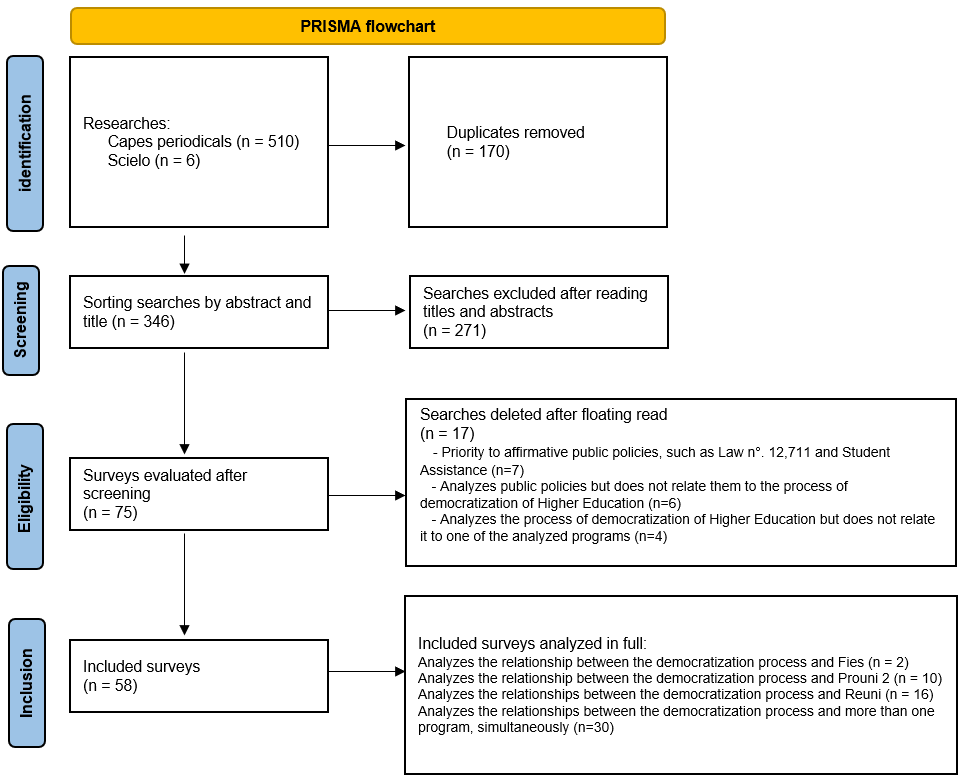 PRISMA flowchart
identification
Researches:
Capes periodicals (n = 510)
Scielo (n = 6)
Duplicates removed
(n = 170)
Screening
Sorting searches by abstract and
title (n = 346)
Searches excluded after reading
titles and abstracts
(n = 271)
Eligibility
Surveys evaluated after
screening
(n = 75)
Searches deleted after floating read
(n = 17)
- Priority to affirmative public policies, such as Law n°. 12,711 and Student
Assistance (n=7)
- Analyzes public policies but does not relate them to the process of
democratization of Higher Education (n=6)
- Analyzes the process of democratization of Higher Education but does not relate
it to one of the analyzed programs (n=4)
Inclusion
Included surveys
(n = 58)
Included surveys analyzed in full:
Analyzes the relationship between the democratization process and Fies (n = 2)
Analyzes the relationship between the democratization process and Prouni 2 (n = 10)
Analyzes the relationships between the democratization process and Reuni (n = 16)
Analyzes the relationships between the democratization process and more than one
program, simultaneously (n=30)